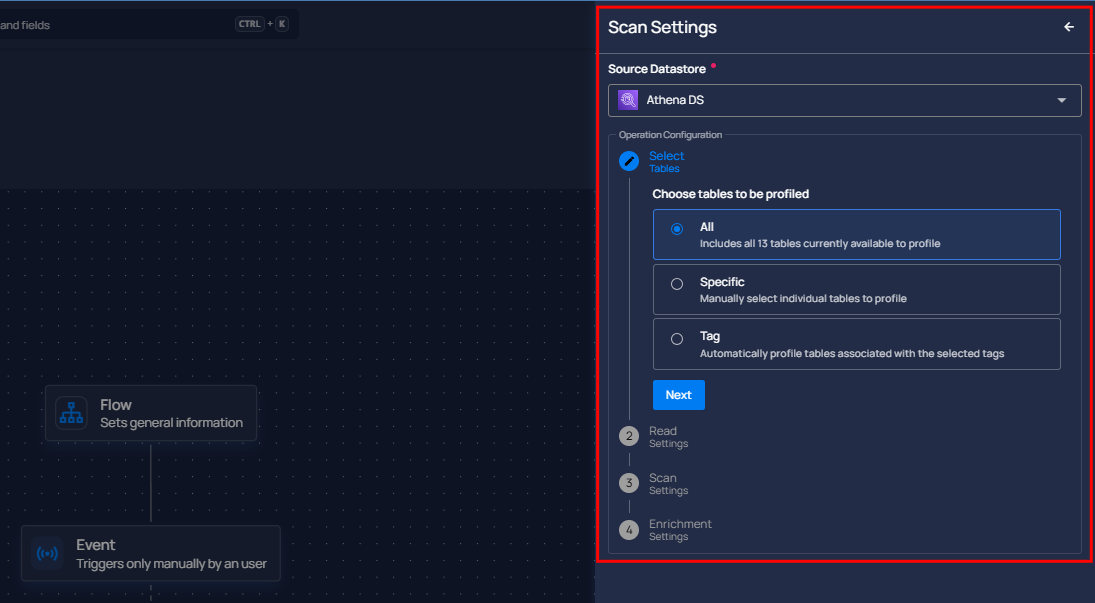 and fields
CTRL + K
Scan Settings
Source Datastore *
Athena DS
Operation Configuration
Select
Tables
Choose tables to be profiled
All
Includes all 13 tables currently available to profile
Specific
Manually select individual tables to profile
Tag
Automatically profile tables associated with the selected tags
Next
2 Read
Settings
3 Scan
Settings
4 Enrichment
Settings
Flow
Sets general information
Event
Triggers only manually by an user